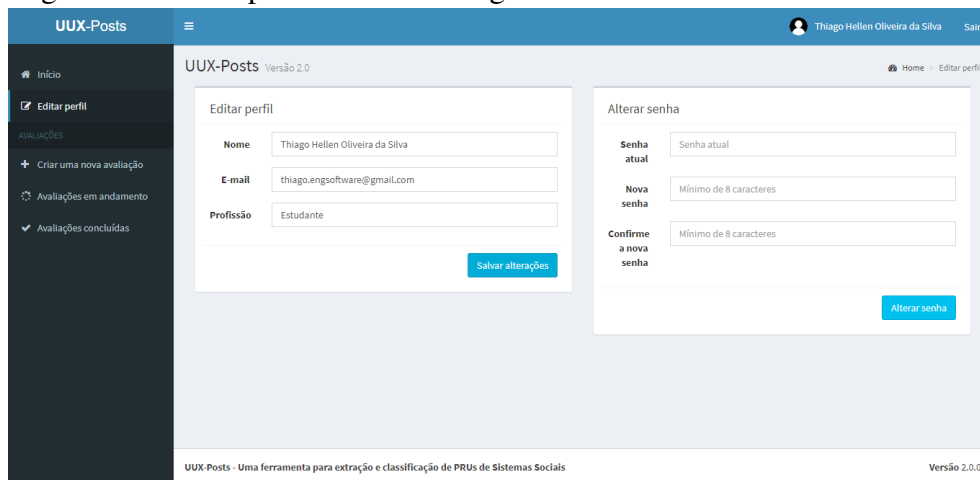 UUX-Posts
Thiago Hellen Oliveira da Silva
Sair
UUX-Posts Versão 2.0
Home > Editar perfil
Início
Editar perfil
AVALIAÇÕES
Criar uma nova avaliação
Avaliações em andamento
Avaliações concluídas
Editar perfil
Nome
Thiago Hellen Oliveira da Silva
E-mail
thiago.engsoftware@gmail.com
Profissão
Estudante
Salvar alterações
Alterar senha
Senha
atual
Senha atual
Nova
senha
Mínimo de 8 caracteres
Confirme
a nova
senha
Mínimo de 8 caracteres
Alterar senha
UUX-Posts - Uma ferramenta para extração e classificação de PRUs de Sistemas Sociais
Versão 2.0.0